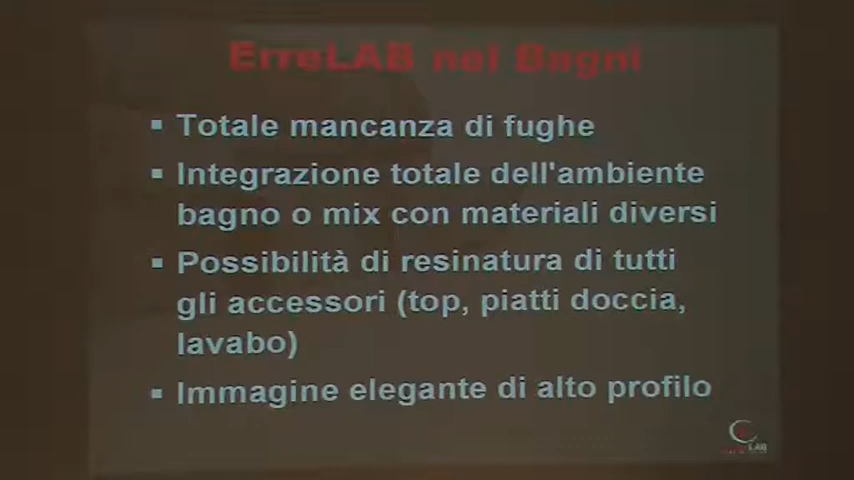 ErreLAB nei Bagni
▪ Totale mancanza di fughe
▪ Integrazione totale dell'ambiente
bagno o mix con materiali diversi
▪ Possibilità di resinatura di tutti
gli accessori (top, piatti doccia,
lavabo)
▪ Immagine elegante di alto profilo
LAB